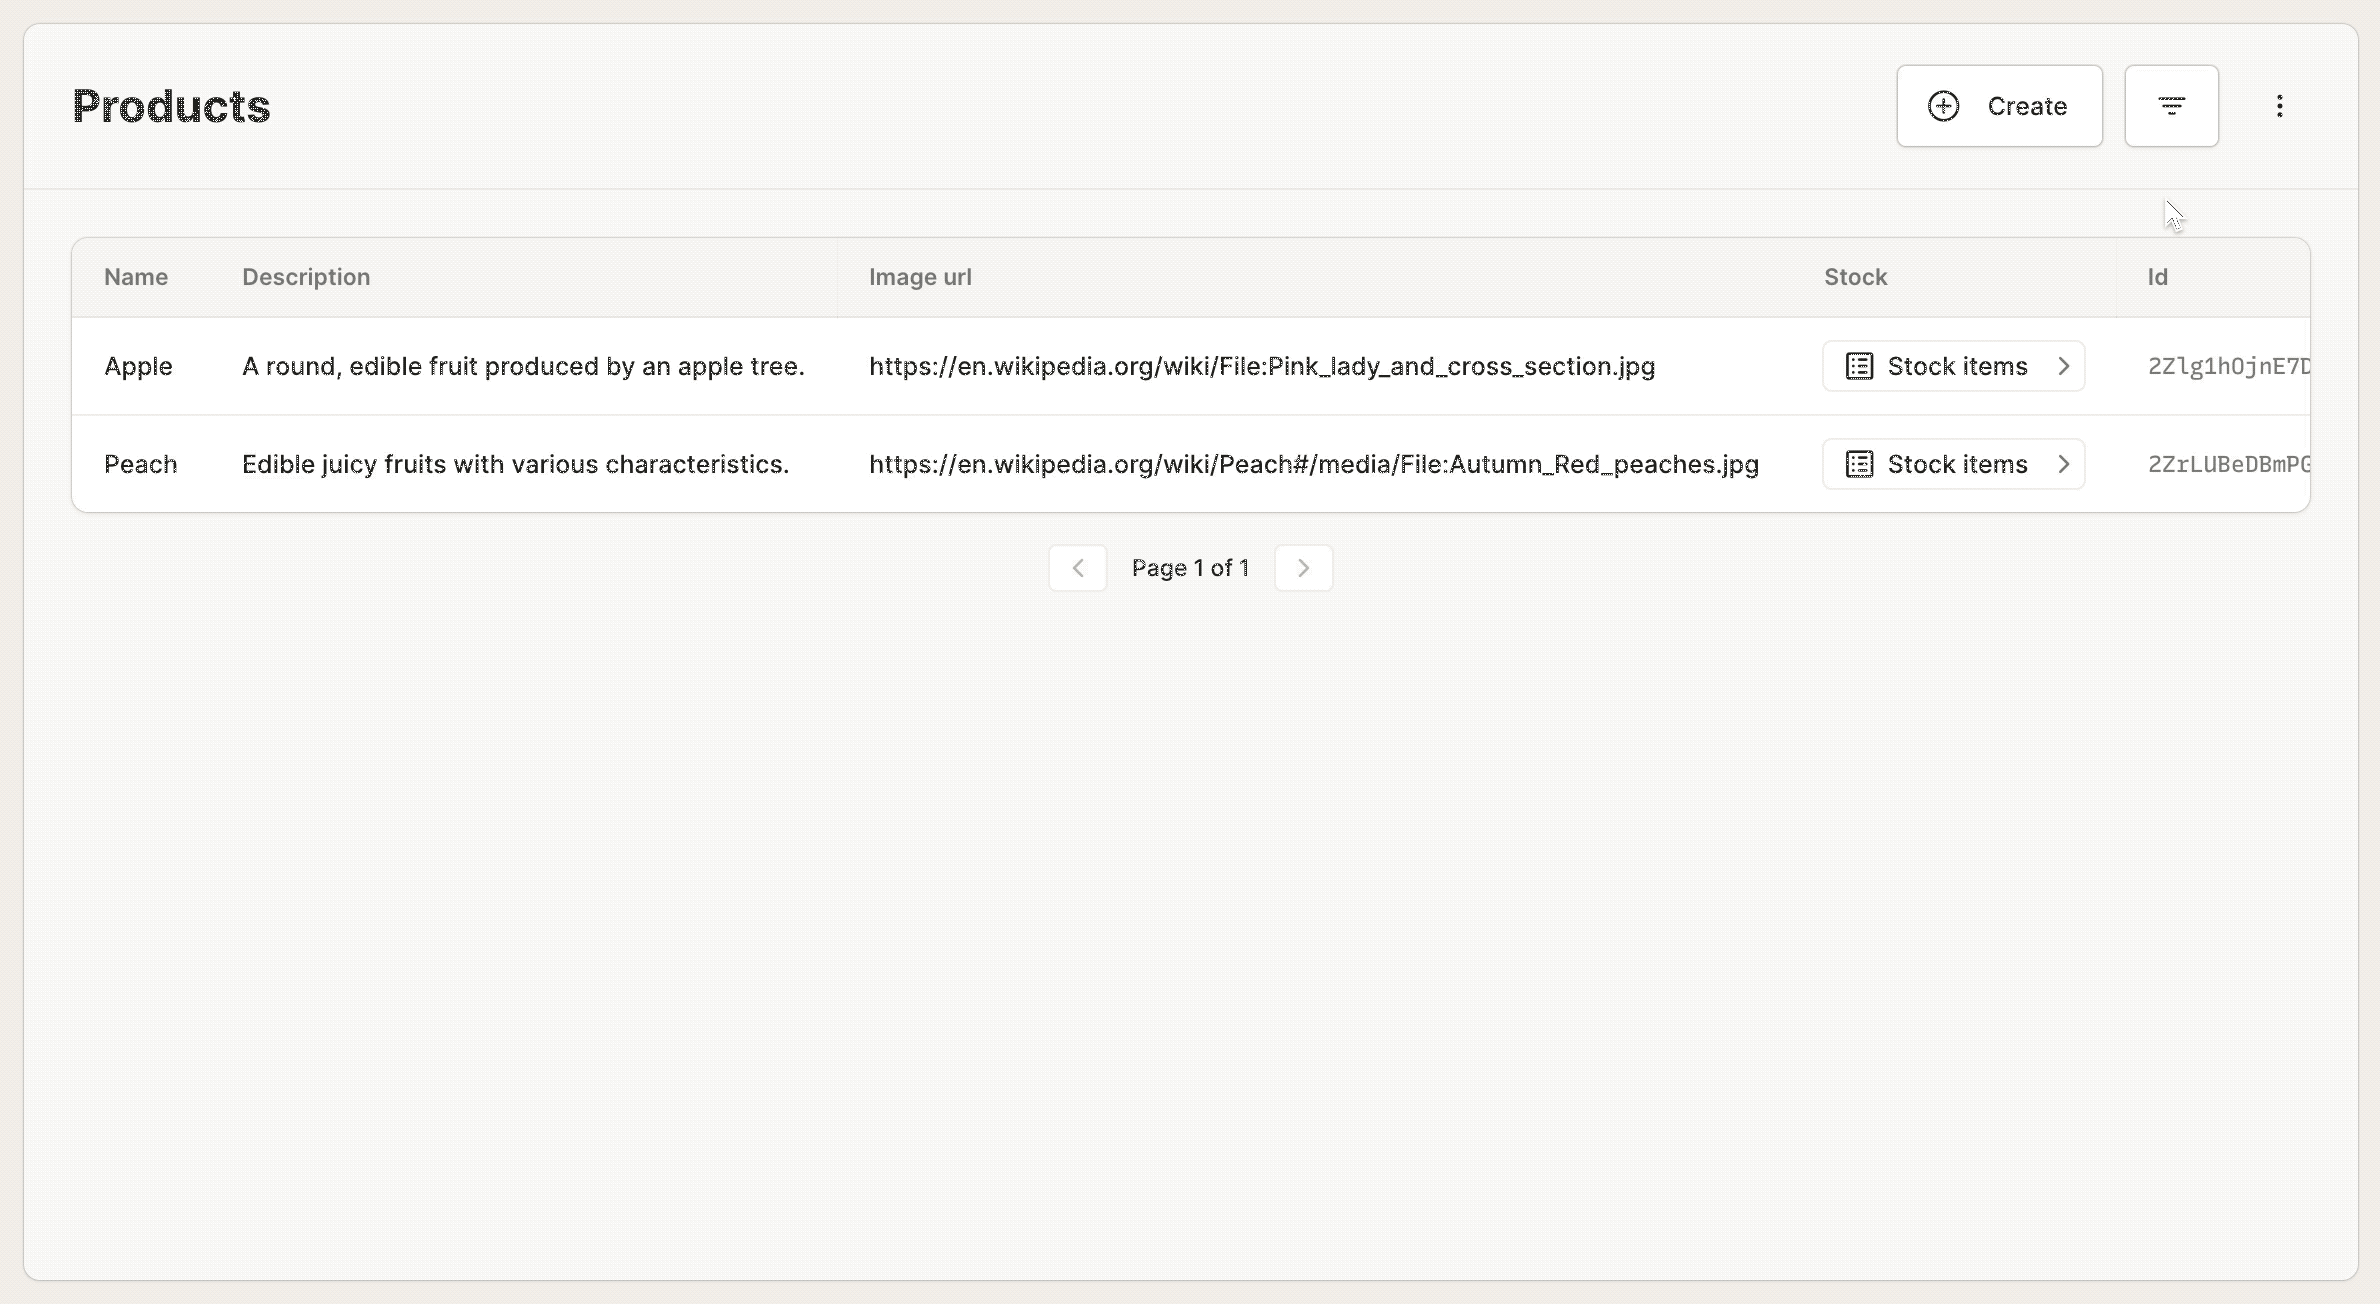 Products
Create
Name Description Image url Stock Id
Apple A round, edible fruit produced by an apple tree. https://en.wikipedia.org/wiki/File:Pink_lady_and_cross_section.jpg Stock items 2Zlg1h0jnE7D
Peach Edible juicy fruits with various characteristics. https://en.wikipedia.org/wiki/Peach#/media/File:Autumn_Red_peaches.jpg Stock items 2ZrLUBeDBmPG
Page 1 of 1